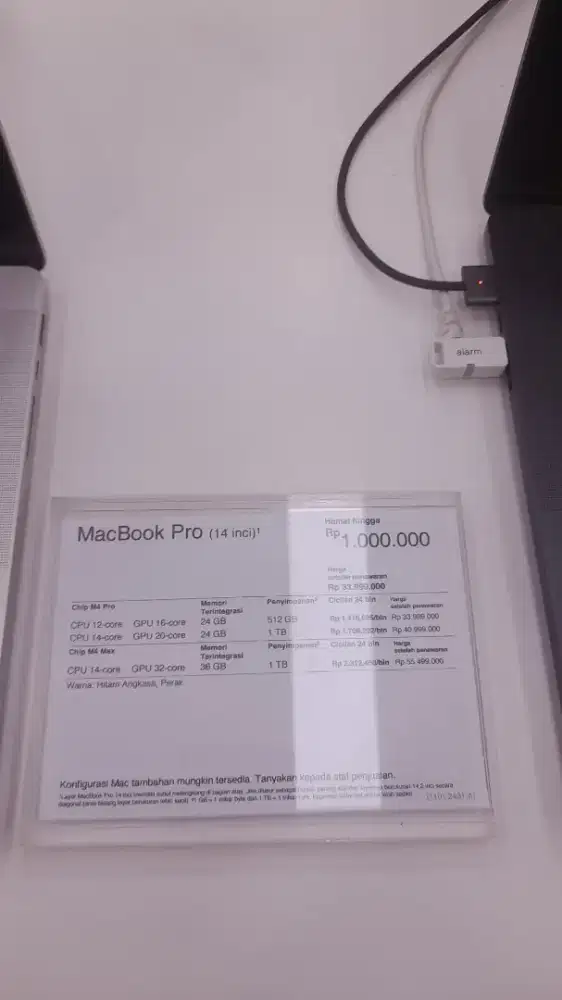 alarm
MacBook Pro (14 inci)¹
Hemat hingga
Rp 1.000.000
Harga
setelah penawaran
Rp 33.999.000
Chip M4 Pro Memori Terintegrasi Penyimpanan² Cicilan 24 bln Harga setelah penawaran
CPU 12-core GPU 16-core 24 GB 512 GB Rp 33.999.000
CPU 14-core GPU 20-core 24 GB 1 TB Rp 40.999.000
Chip M4 Max Memori Terintegrasi Penyimpanan² Cicilan 24 bln Harga setelah penawaran
CPU 14-core GPU 32-core 36 GB 1 TB Rp 55.499.000
Warna: Hitam Angkasa, Perak
Konfigurasi Mac tambahan mungkin tersedia. Tanyakan kepada staf penjualan.